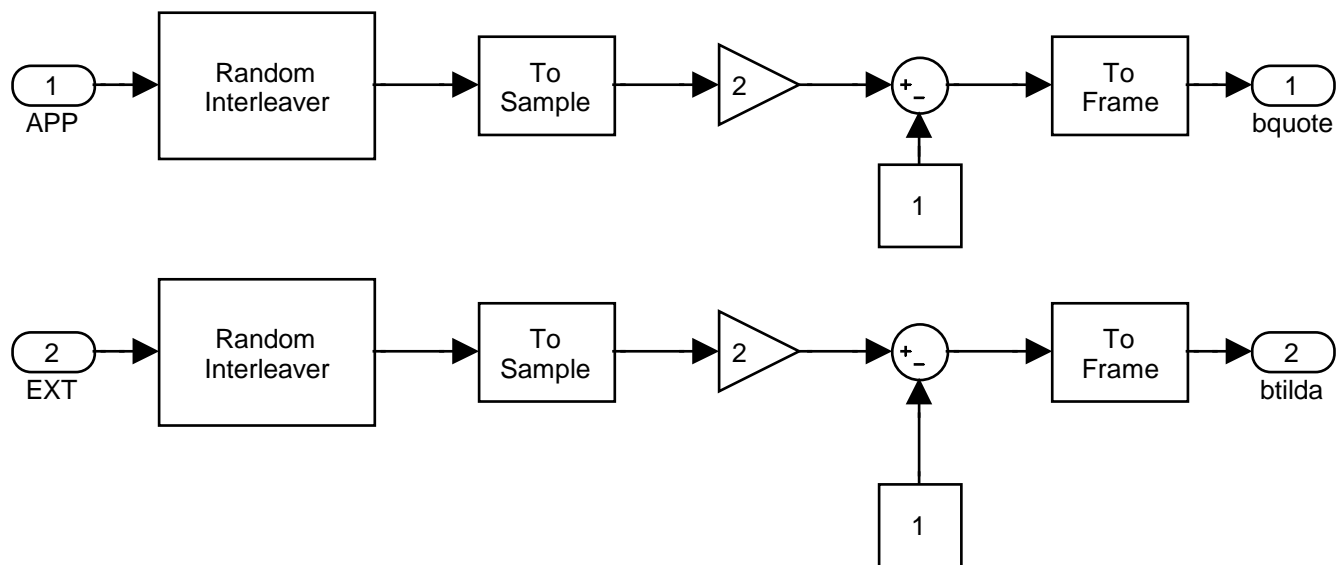 1
APP
Random
Interleaver
To
Sample
2
+
−
1
To
Frame
1
bquote
2
EXT
Random
Interleaver
To
Sample
2
+
−
1
To
Frame
2
btilda